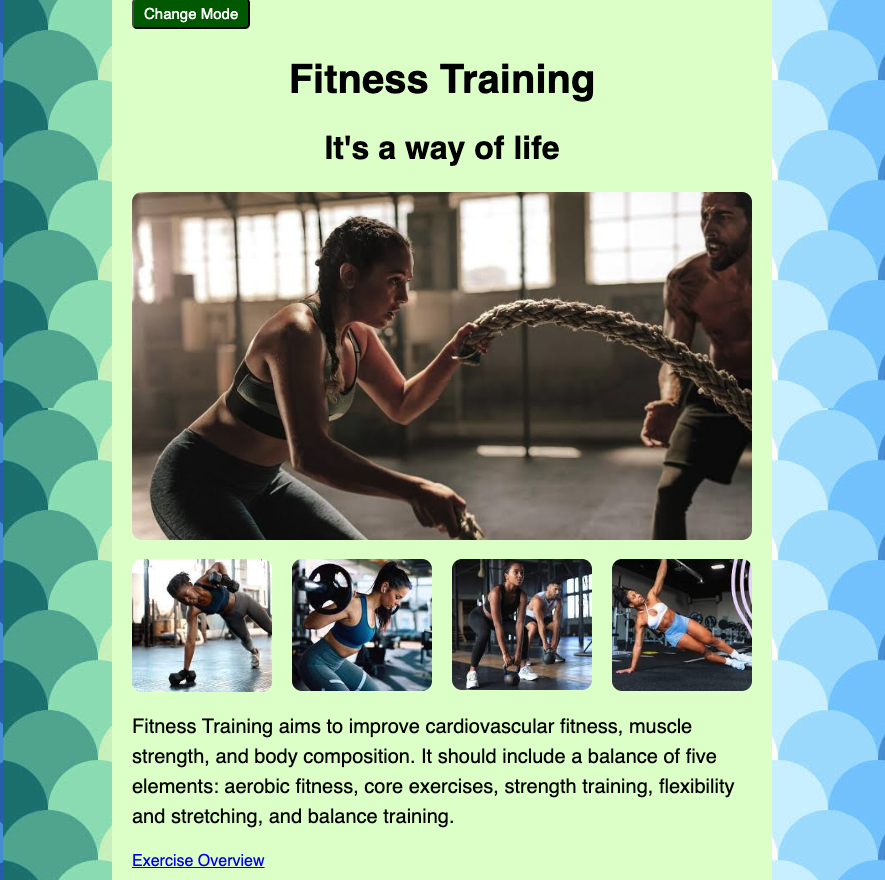 Change Mode
Fitness Training
It's a way of life
Fitness Training aims to improve cardiovascular fitness, muscle
strength, and body composition. It should include a balance of five
elements: aerobic fitness, core exercises, strength training, flexibility
and stretching, and balance training.
Exercise Overview